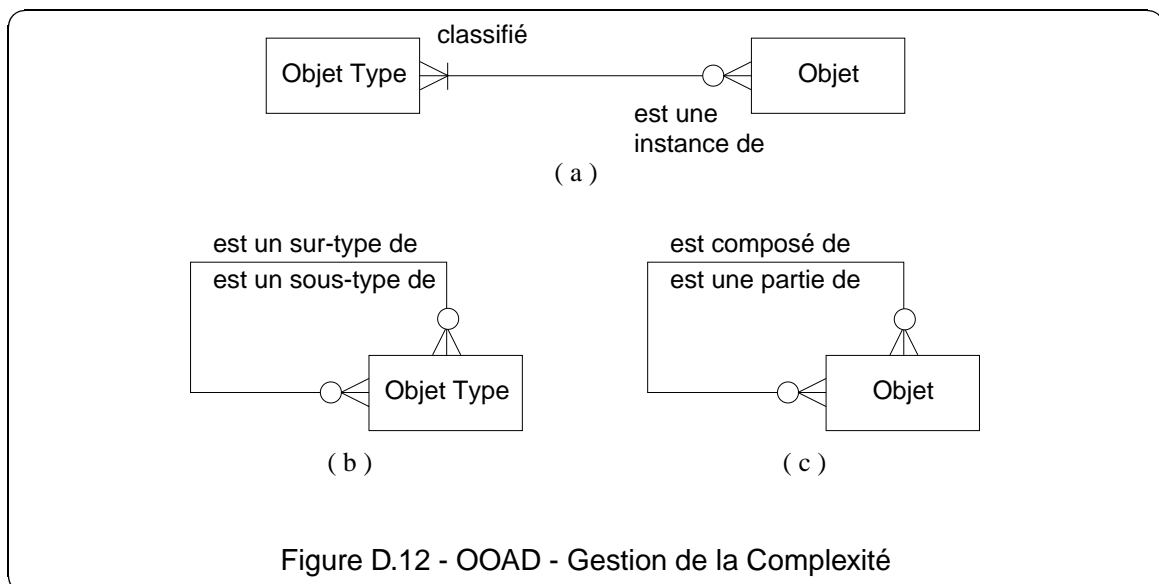 classifié
Objet Type
Objet
est une
instance de
( a )
est un sur-type de
est un sous-type de
Objet Type
( b )
est composé de
est une partie de
Objet
( c )
Figure D.12 - OOAD - Gestion de la Complexité